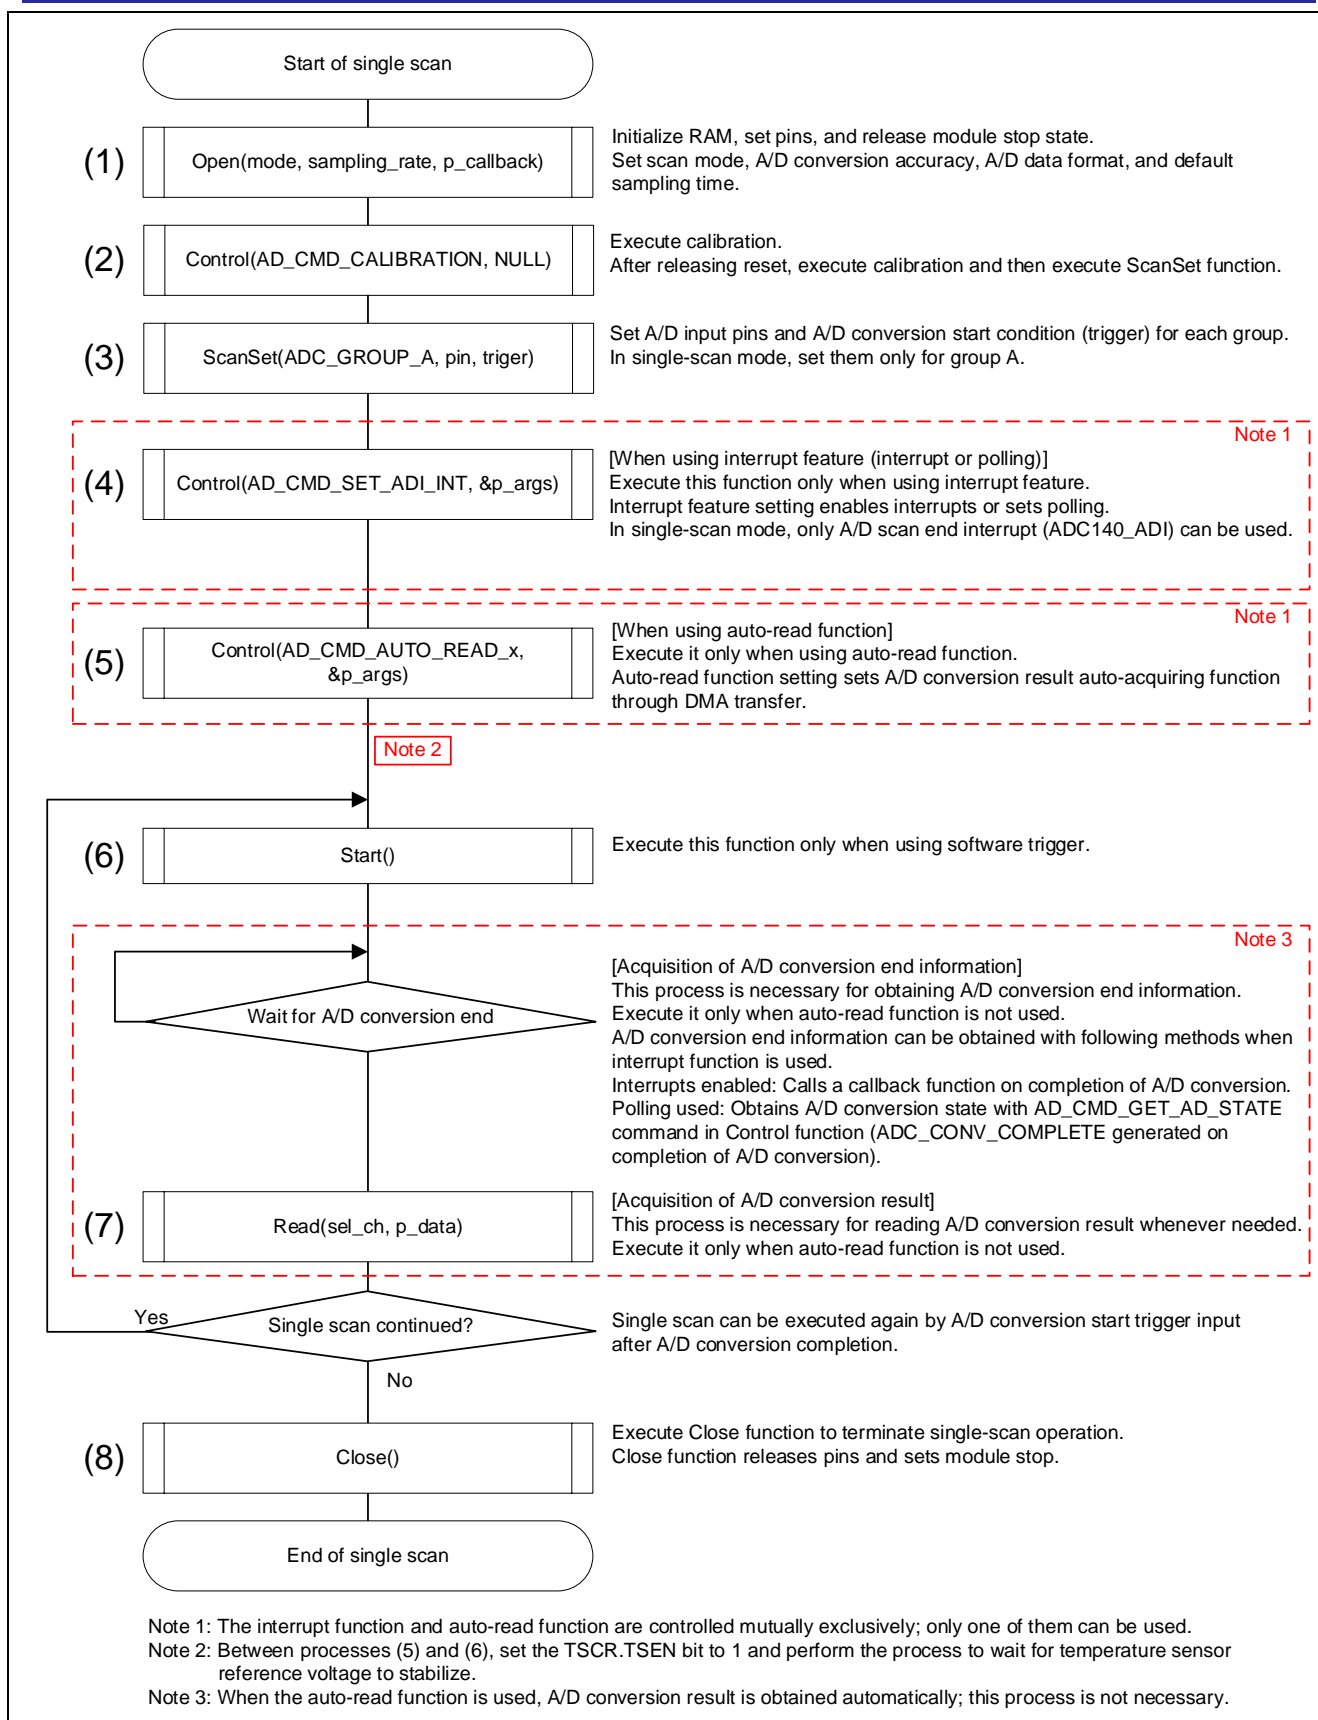 Start of single scan
(1)
Open(mode, sampling_rate, p_callback)
Initialize RAM, set pins, and release module stop state.
Set scan mode, A/D conversion accuracy, A/D data format, and default
sampling time.
(2)
Control(AD_CMD_CALIBRATION, NULL)
Execute calibration.
After releasing reset, execute calibration and then execute ScanSet function.
(3)
ScanSet(ADC_GROUP_A, pin, triger)
Set A/D input pins and A/D conversion start condition (trigger) for each group.
In single-scan mode, set them only for group A.
Note 1
(4)
Control(AD_CMD_SET_ADI_INT, &p_args)
[When using interrupt feature (interrupt or polling)]
Execute this function only when using interrupt feature.
Interrupt feature setting enables interrupts or sets polling.
In single-scan mode, only A/D scan end interrupt (ADC140_ADI) can be used.
Note 1
(5)
Control(AD_CMD_AUTO_READ_x,
&p_args)
[When using auto-read function]
Execute it only when using auto-read function.
Auto-read function setting sets A/D conversion result auto-acquiring function
through DMA transfer.
Note 2
(6)
Start()
Execute this function only when using software trigger.
Note 3
Wait for A/D conversion end
[Acquisition of A/D conversion end information]
This process is necessary for obtaining A/D conversion end information.
Execute it only when auto-read function is not used.
A/D conversion end information can be obtained with following methods when
interrupt function is used.
Interrupts enabled: Calls a callback function on completion of A/D conversion.
Polling used: Obtains A/D conversion state with AD_CMD_GET_AD_STATE
command in Control function (ADC_CONV_COMPLETE generated on
completion of A/D conversion).
(7)
Read(sel_ch, p_data)
[Acquisition of A/D conversion result]
This process is necessary for reading A/D conversion result whenever needed.
Execute it only when auto-read function is not used.
Yes
Single scan continued?
Single scan can be executed again by A/D conversion start trigger input
after A/D conversion completion.
No
(8)
Close()
Execute Close function to terminate single-scan operation.
Close function releases pins and sets module stop.
End of single scan
Note 1: The interrupt function and auto-read function are controlled mutually exclusively; only one of them can be used.
Note 2: Between processes (5) and (6), set the TSCR.TSEN bit to 1 and perform the process to wait for temperature sensor
reference voltage to stabilize.
Note 3: When the auto-read function is used, A/D conversion result is obtained automatically; this process is not necessary.